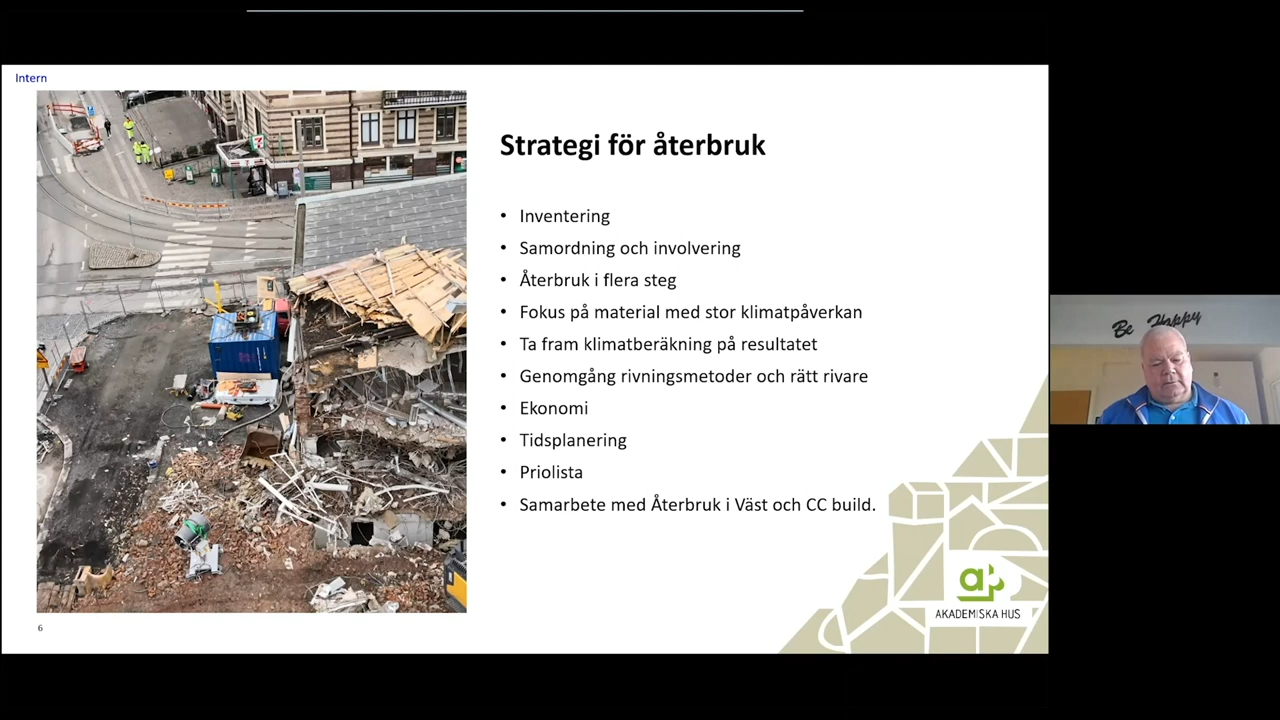 Intern
Strategi för återbruk
• Inventering
• Samordning och involvering
• Återbruk i flera steg
• Fokus på material med stor klimatpåverkan
• Ta fram klimatberäkning på resultatet
• Genomgång rivningsmetoder och rätt rivare
• Ekonomi
• Tidsplanering
• Priolista
• Samarbete med Återbruk i Väst och CC build.
AKADEMISKA HUS
6
Be Happy